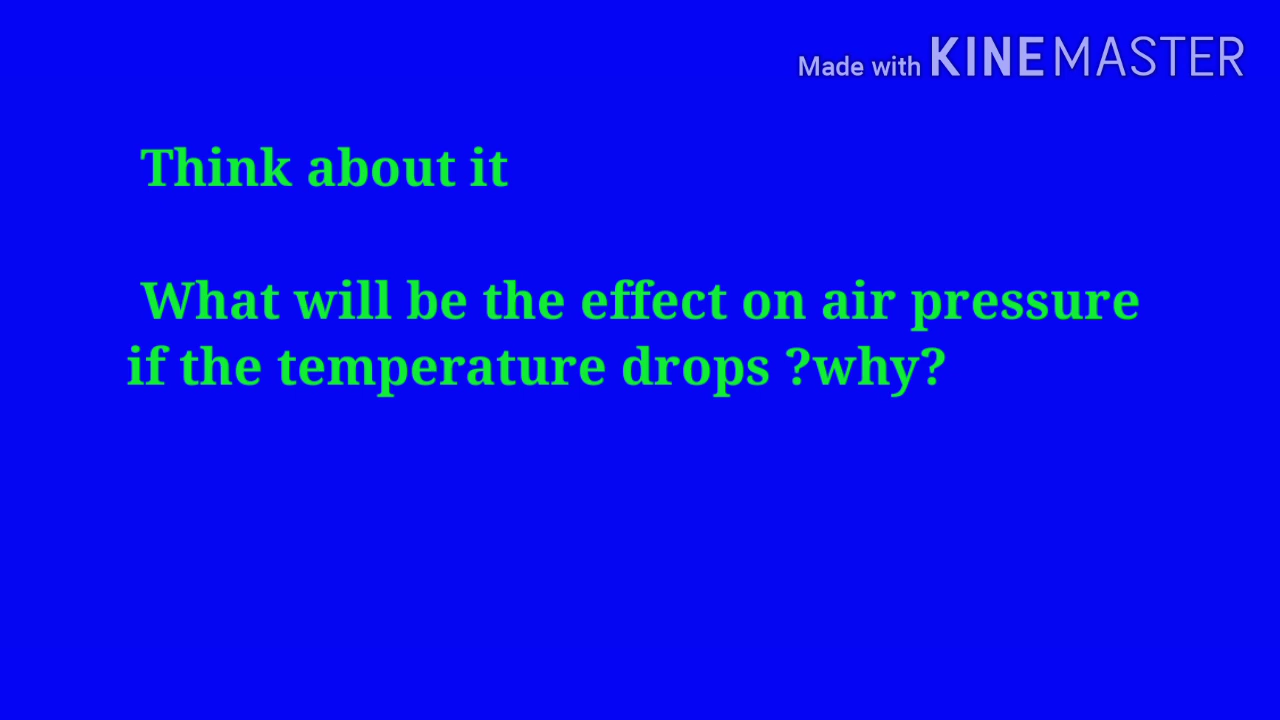 Made with KINEMASTER
Think about it
What will be the effect on air pressure
if the temperature drops ?why?